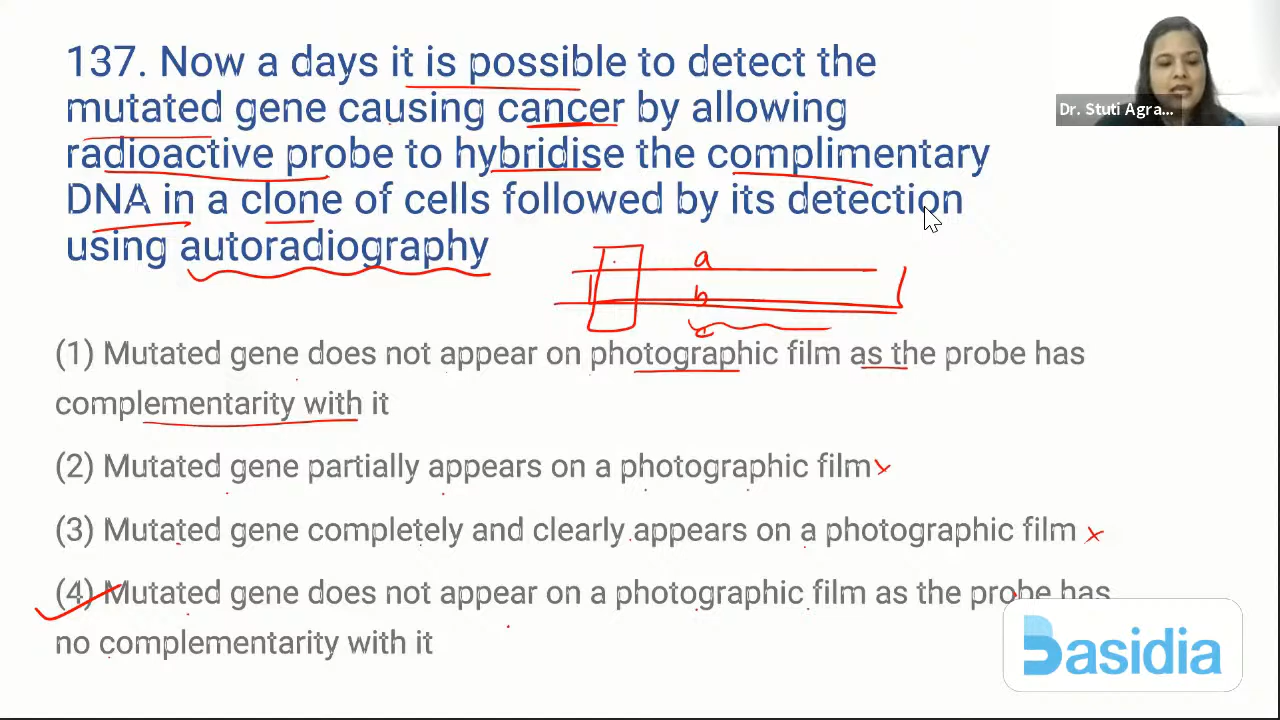 137. Now a days it is possible to detect the
mutated gene causing cancer by allowing
radioactive probe to hybridise the complimentary
DNA in a clone of cells followed by its detection
using autoradiography
Dr. Stuti Agra...
a
b
(1) Mutated gene does not appear on photographic film as the probe has
complementarity with it
(2) Mutated gene partially appears on a photographic film
(3) Mutated gene completely and clearly appears on a photographic film
(4) Mutated gene does not appear on a photographic film as the probe has
no complementarity with it
Basidia